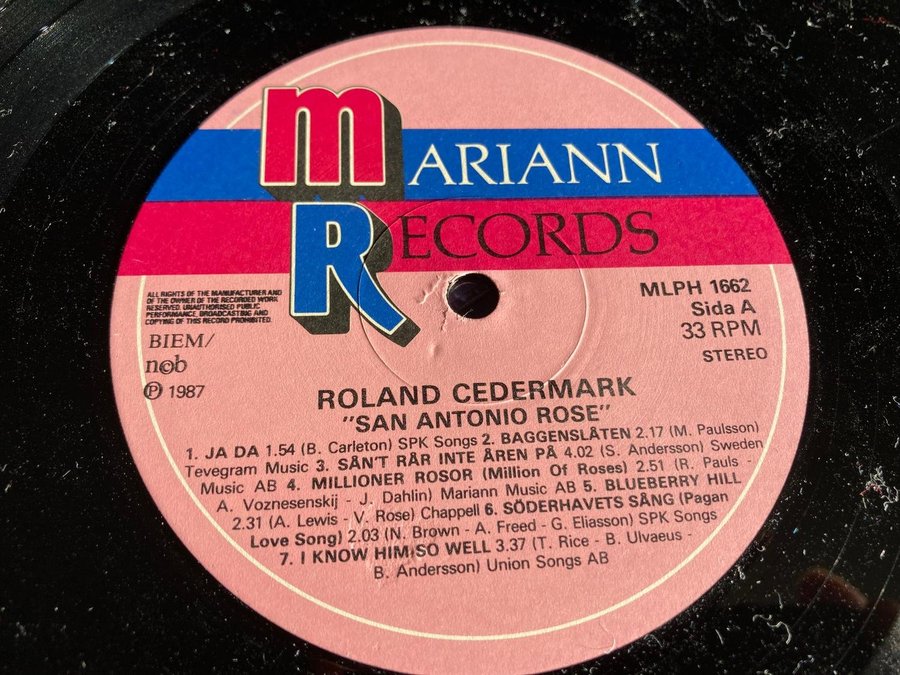 MARIANN
RECORDS
ALL RIGHTS OF THE MANUFACTURER AND
OF THE OWNER OF THE RECORDED WORK
RESERVED. UNAUTHORISED PUBLIC
PERFORMANCE, BROADCASTING AND
COPYING OF THIS RECORD PROHIBITED.
BIEM/
n©b
℗ 1987
MLPH 1662
Sida A
33 RPM
STEREO
ROLAND CEDERMARK
"SAN ANTONIO ROSE"
1. JA DA 1.54 (B. Carleton) SPK Songs 2. BAGGENSLÅTEN 2.17 (M. Paulsson)
Tevegram Music 3. SÅN'T RÅR INTE ÅREN PÅ 4.02 (S. Andersson) Sweden
Music AB 4. MILLIONER ROSOR (Million Of Roses) 2.51 (R. Pauls -
A. Voznesenskij - J. Dahlin) Mariann Music AB 5. BLUEBERRY HILL
2.31 (A. Lewis - V. Rose) Chappell 6. SÖDERHAVETS SÅNG (Pagan
Love Song) 2.03 (N. Brown - A. Freed - G. Eliasson) SPK Songs
7. I KNOW HIM SO WELL 3.37 (T. Rice - B. Ulvaeus -
B. Andersson) Union Songs AB